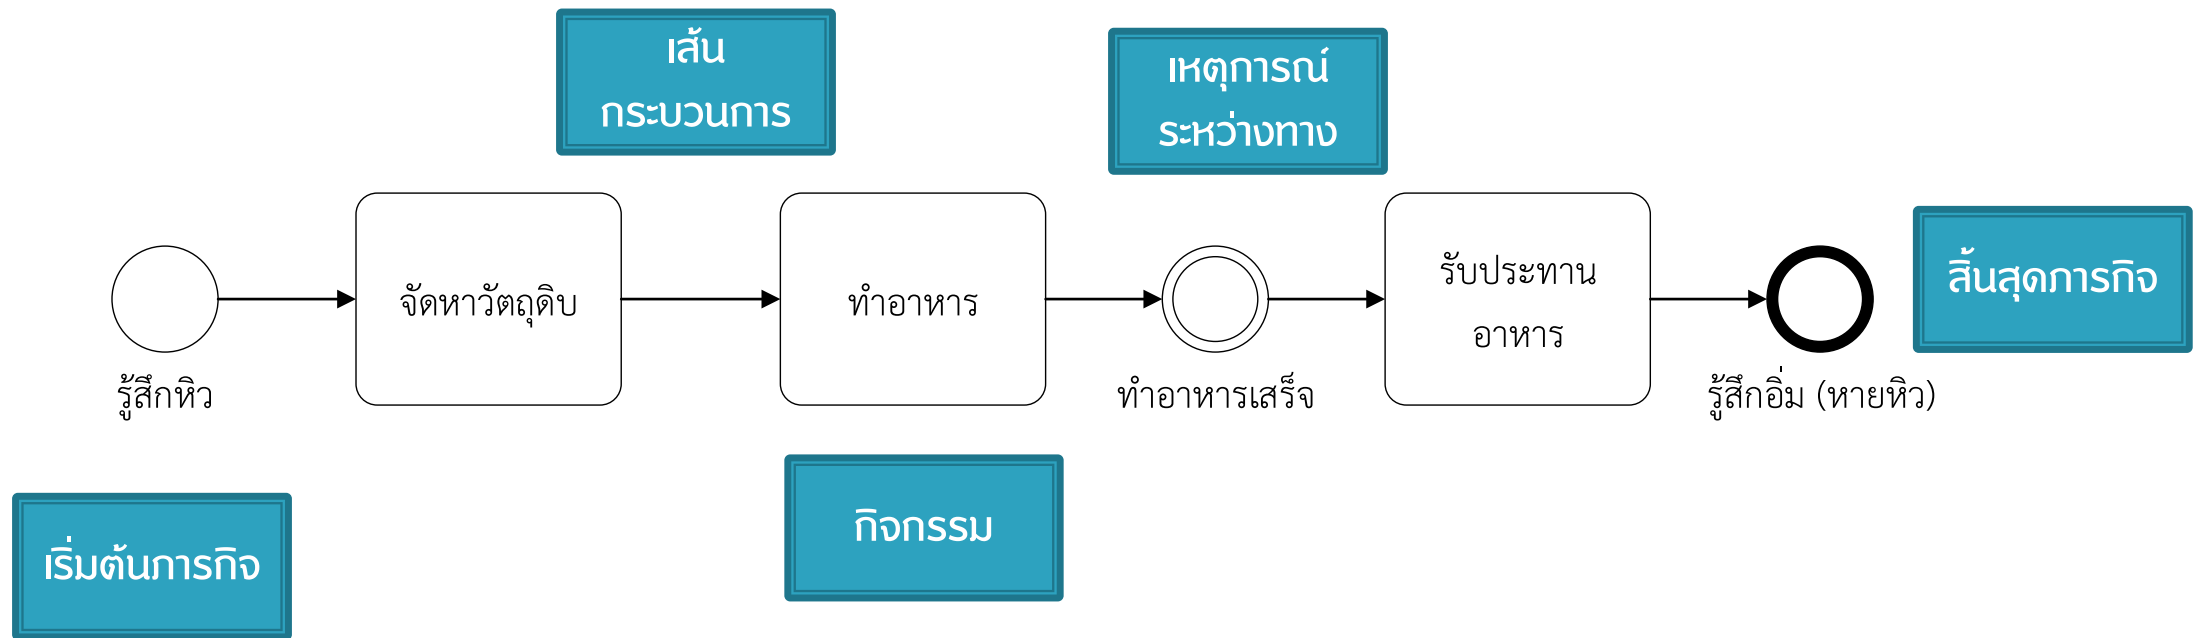 เส้น
กระบวนการ
เหตุการณ์
ระหว่างทาง
จัดหาวัตถุดิบ
ทำอาหาร
รับประทาน
อาหาร
สิ้นสุดภารกิจ
รู้สึกหิว
ทำอาหารเสร็จ
รู้สึกอิ่ม (หายหิว)
กิจกรรม
เริ่มต้นภารกิจ